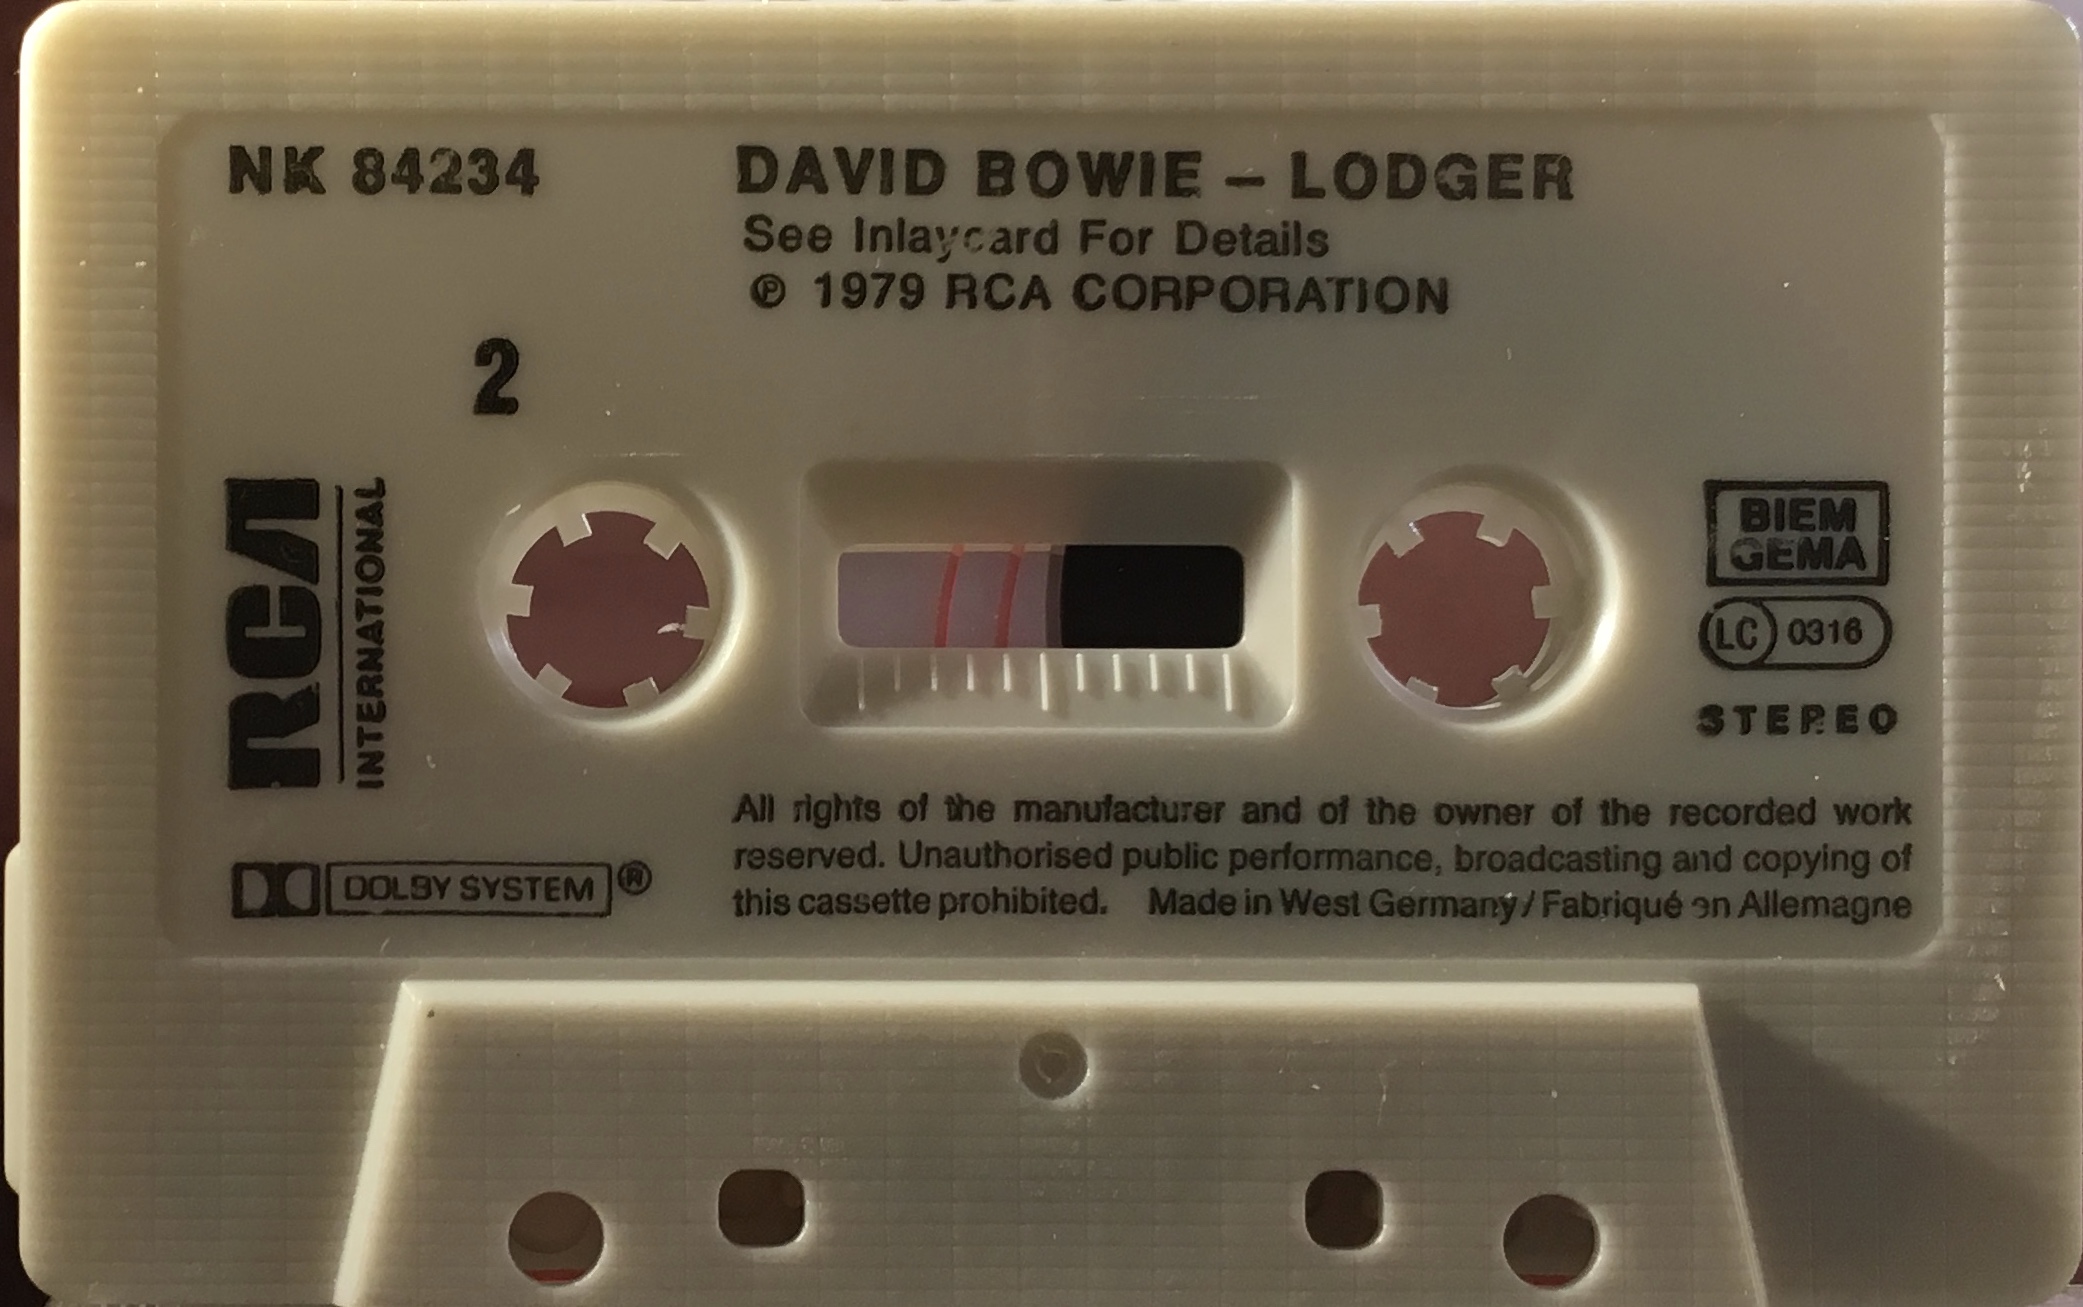 NK 84234
DAVID BOWIE – LODGER
See Inlaycard For Details
℗ 1979 RCA CORPORATION
2
RCA
INTERNATIONAL
BIEM
GEMA
LC 0316
STEREO
DOLBY SYSTEM ®
All rights of the manufacturer and of the owner of the recorded work
reserved. Unauthorised public performance, broadcasting and copying of
this cassette prohibited. Made in West Germany / Fabriqué en Allemagne